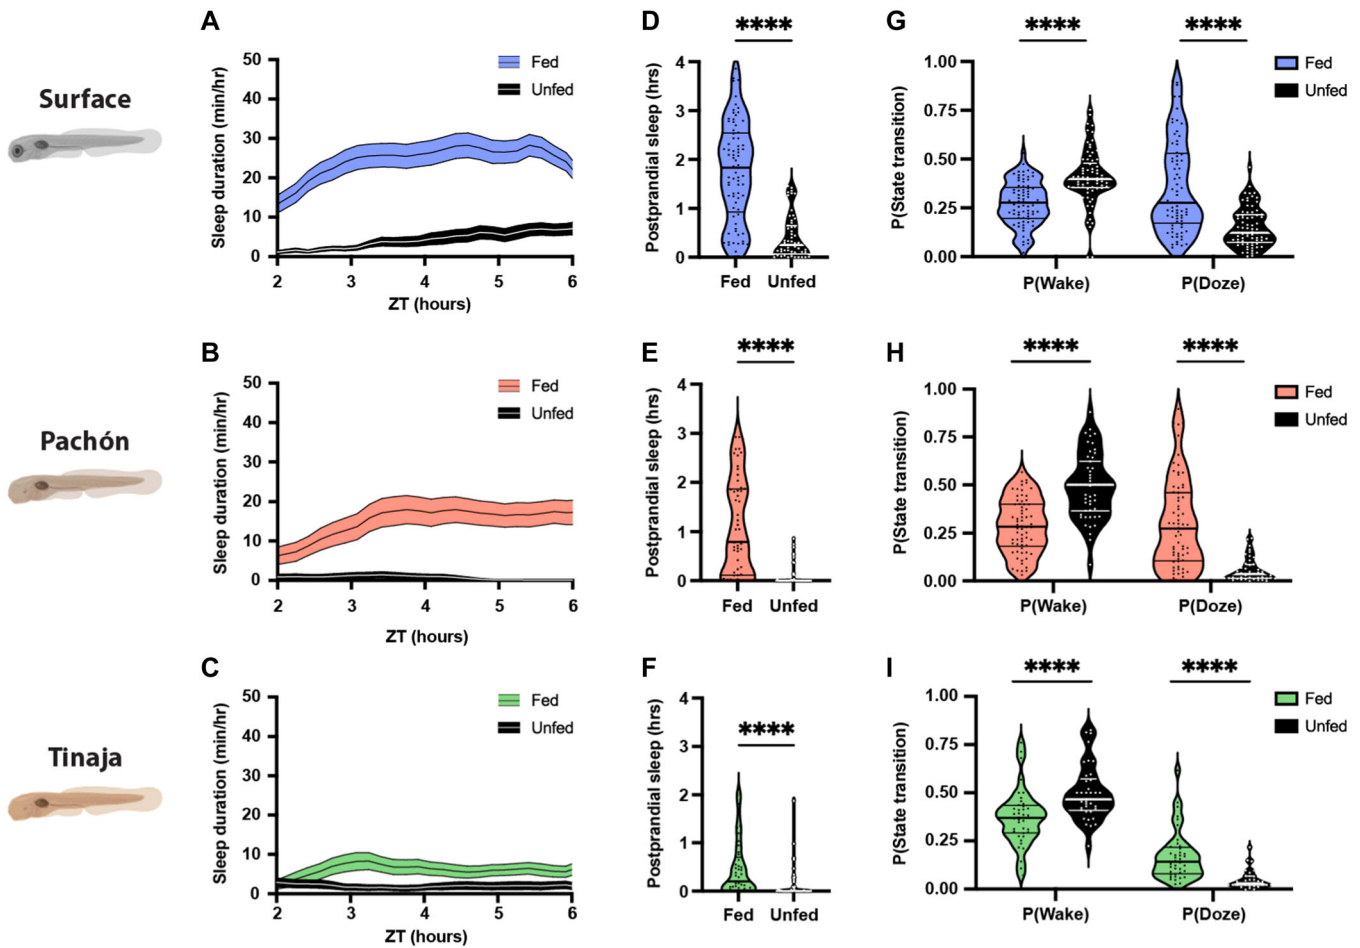 A
D
****
G
****
****
Surface
Sleep duration (min/hr)
50
40
30
20
10
0
2
3
4
5
6
ZT (hours)
Fed
Unfed
Postprandial sleep (hrs)
4
3
2
1
0
Fed
Unfed
P(State transition)
1.00
0.75
0.50
0.25
0.00
P(Wake)
P(Doze)
Fed
Unfed
B
E
****
H
****
****
Pachón
Sleep duration (min/hr)
50
40
30
20
10
0
2
3
4
5
6
ZT (hours)
Fed
Unfed
Postprandial sleep (hrs)
4
3
2
1
0
Fed
Unfed
P(State transition)
1.00
0.75
0.50
0.25
0.00
P(Wake)
P(Doze)
Fed
Unfed
C
F
****
I
****
****
Tinaja
Sleep duration (min/hr)
50
40
30
20
10
0
2
3
4
5
6
ZT (hours)
Fed
Unfed
Postprandial sleep (hrs)
4
3
2
1
0
Fed
Unfed
P(State transition)
1.00
0.75
0.50
0.25
0.00
P(Wake)
P(Doze)
Fed
Unfed